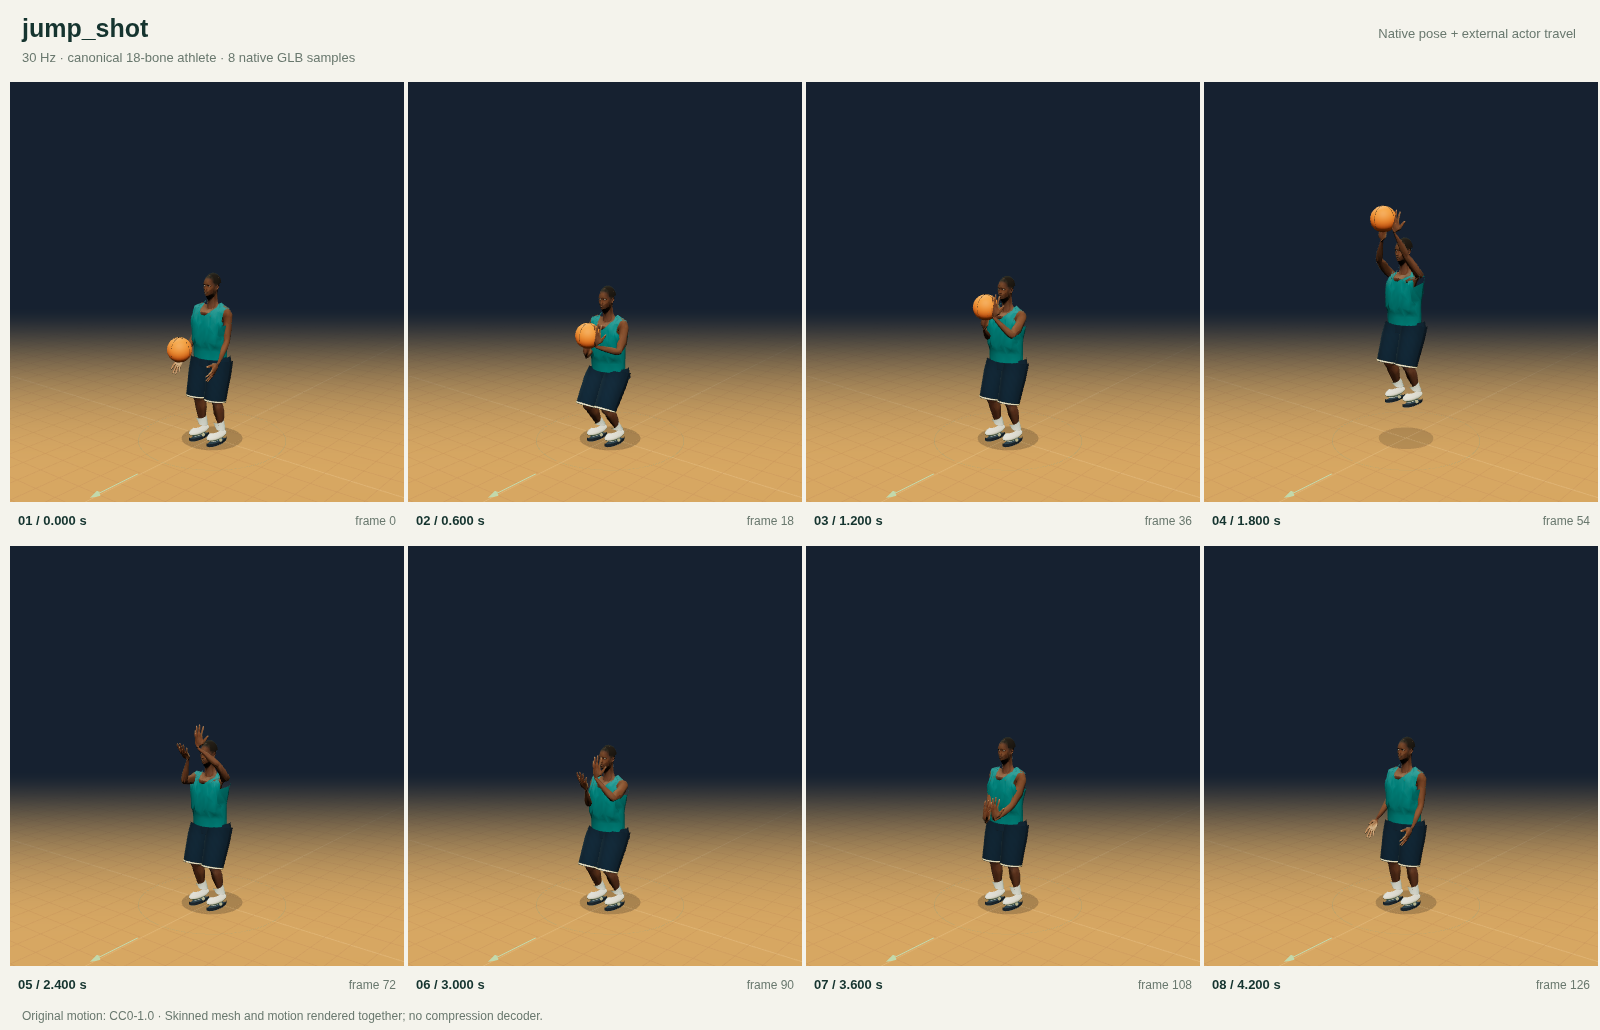 jump_shot
30 Hz · canonical 18-bone athlete · 8 native GLB samples
Native pose + external actor travel
01 / 0.000 s frame 0
02 / 0.600 s frame 18
03 / 1.200 s frame 36
04 / 1.800 s frame 54
05 / 2.400 s frame 72
06 / 3.000 s frame 90
07 / 3.600 s frame 108
08 / 4.200 s frame 126
Original motion: CC0-1.0 · Skinned mesh and motion rendered together; no compression decoder.